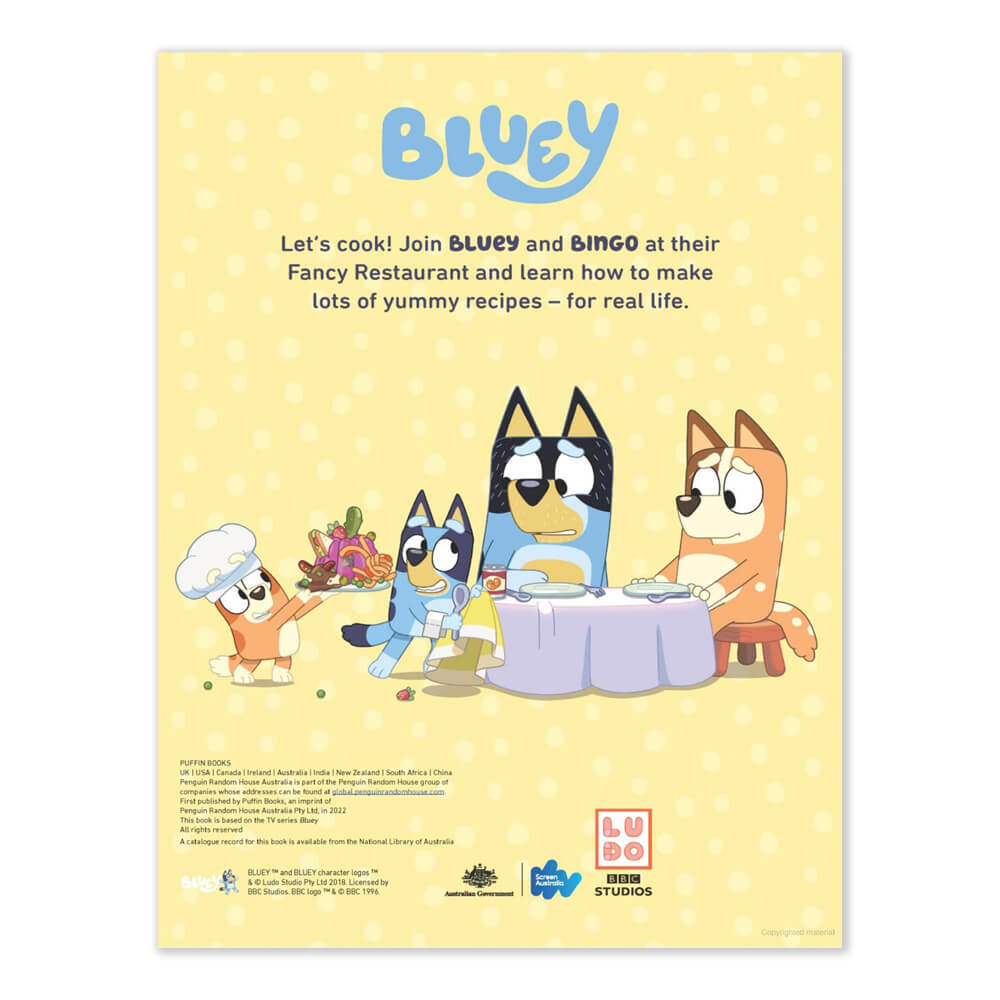 BLUEY
Let's cook! Join BLUEY and BINGO at their
Fancy Restaurant and learn how to make
lots of yummy recipes – for real life.
PUFFIN BOOKS
UK | USA | Canada | Ireland | Australia | India | New Zealand | South Africa | China
Penguin Random House Australia is part of the Penguin Random House group of
companies whose addresses can be found at global.penguinrandomhouse.com.
First published by Puffin Books, an imprint of
Penguin Random House Australia Pty Ltd, in 2022
This book is based on the TV series Bluey
All rights reserved
A catalogue record for this book is available from the National Library of Australia
BLUEY
BLUEY ™ and BLUEY character logos ™
& © Ludo Studio Pty Ltd 2018. Licensed by
BBC Studios. BBC logo ™ & © BBC 1996.
Australian Government
Screen
Australia
LU
DO
BBC
STUDIOS
Copyrighted material